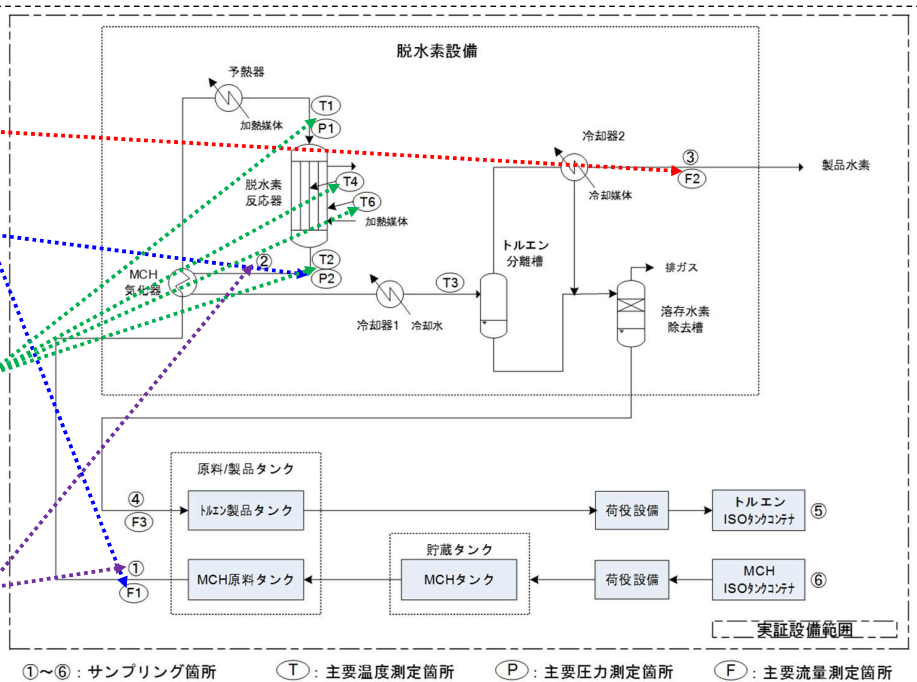 脱水素設備
予熱器
加熱媒体
T1
P1
冷却器2
冷却媒体
③
F2
製品水素
脱水素
反応器
T4
T6
加熱媒体
MCH
気化器
②
T2
P2
冷却器1
冷却水
T3
トルエン
分離槽
排ガス
溶存水素
除去槽
原料/製品タンク
④
F3
トルエン製品タンク
荷役設備
トルエン
ISOタンクコンテナ
⑤
貯蔵タンク
①
F1
MCH原料タンク
MCHタンク
荷役設備
MCH
ISOタンクコンテナ
⑥
実証設備範囲
①~⑥:サンプリング箇所 T:主要温度測定箇所 P:主要圧力測定箇所 F:主要流量測定箇所